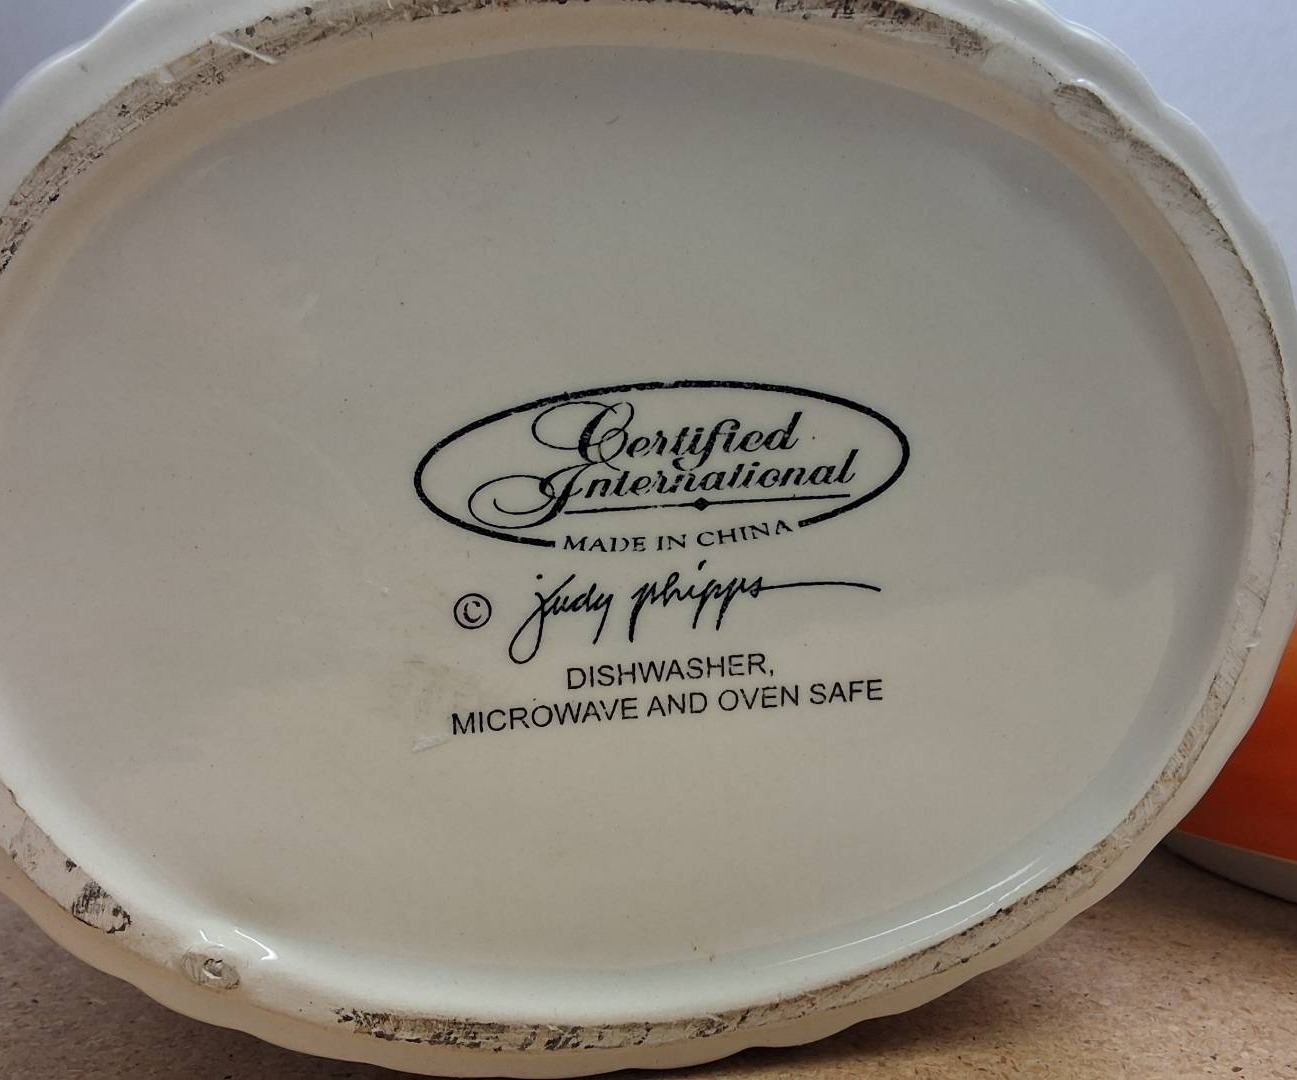 Certified
International
MADE IN CHINA
© judy phipps
DISHWASHER,
MICROWAVE AND OVEN SAFE